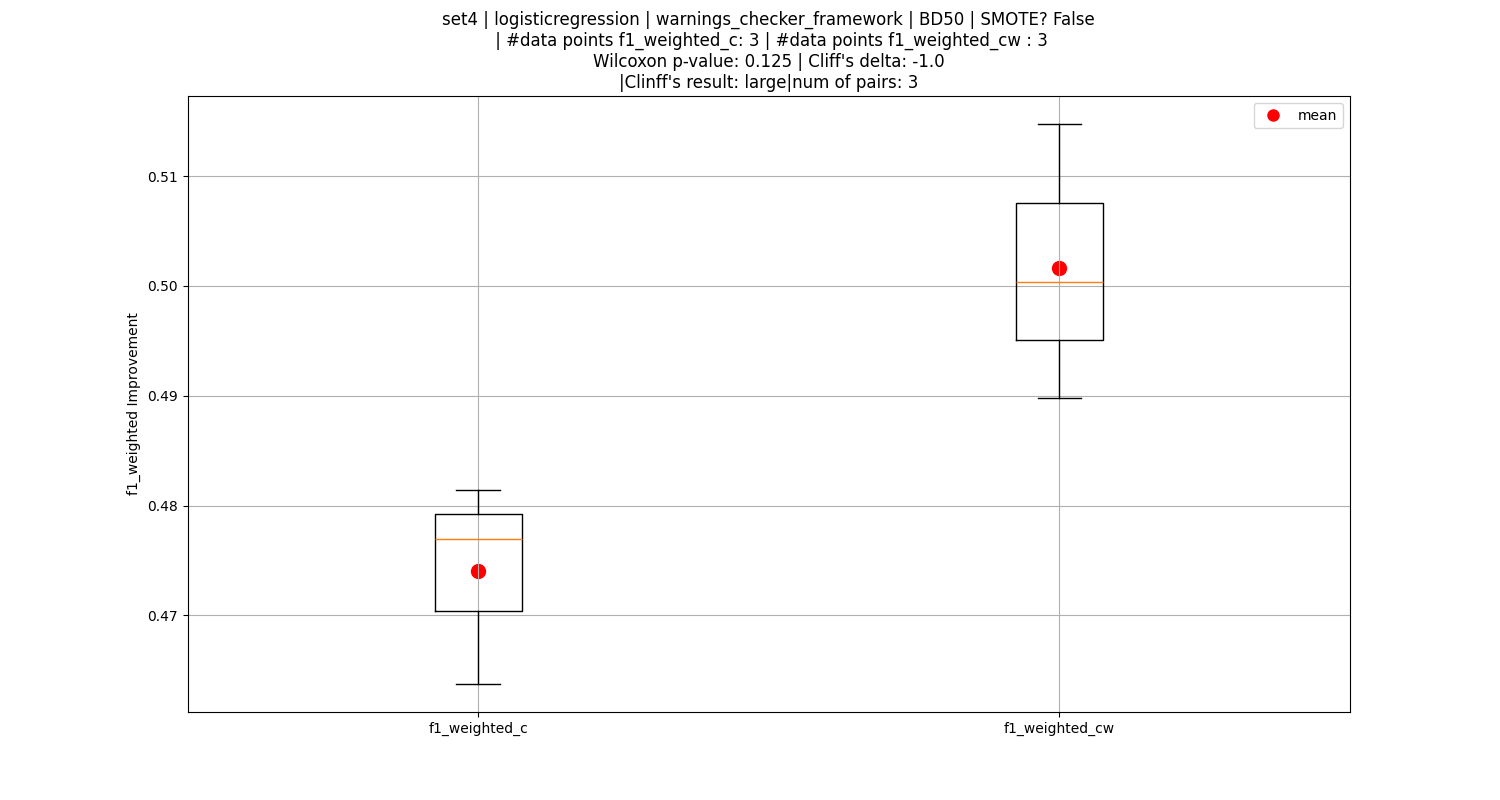 set4 | logisticregression | warnings_checker_framework | BD50 | SMOTE? False
| #data points f1_weighted_c: 3 | #data points f1_weighted_cw : 3
Wilcoxon p-value: 0.125 | Cliff's delta: -1.0
|Clinff's result: large|num of pairs: 3
mean
0.51
0.50
0.49
0.48
0.47
f1_weighted Improvement
f1_weighted_c
f1_weighted_cw